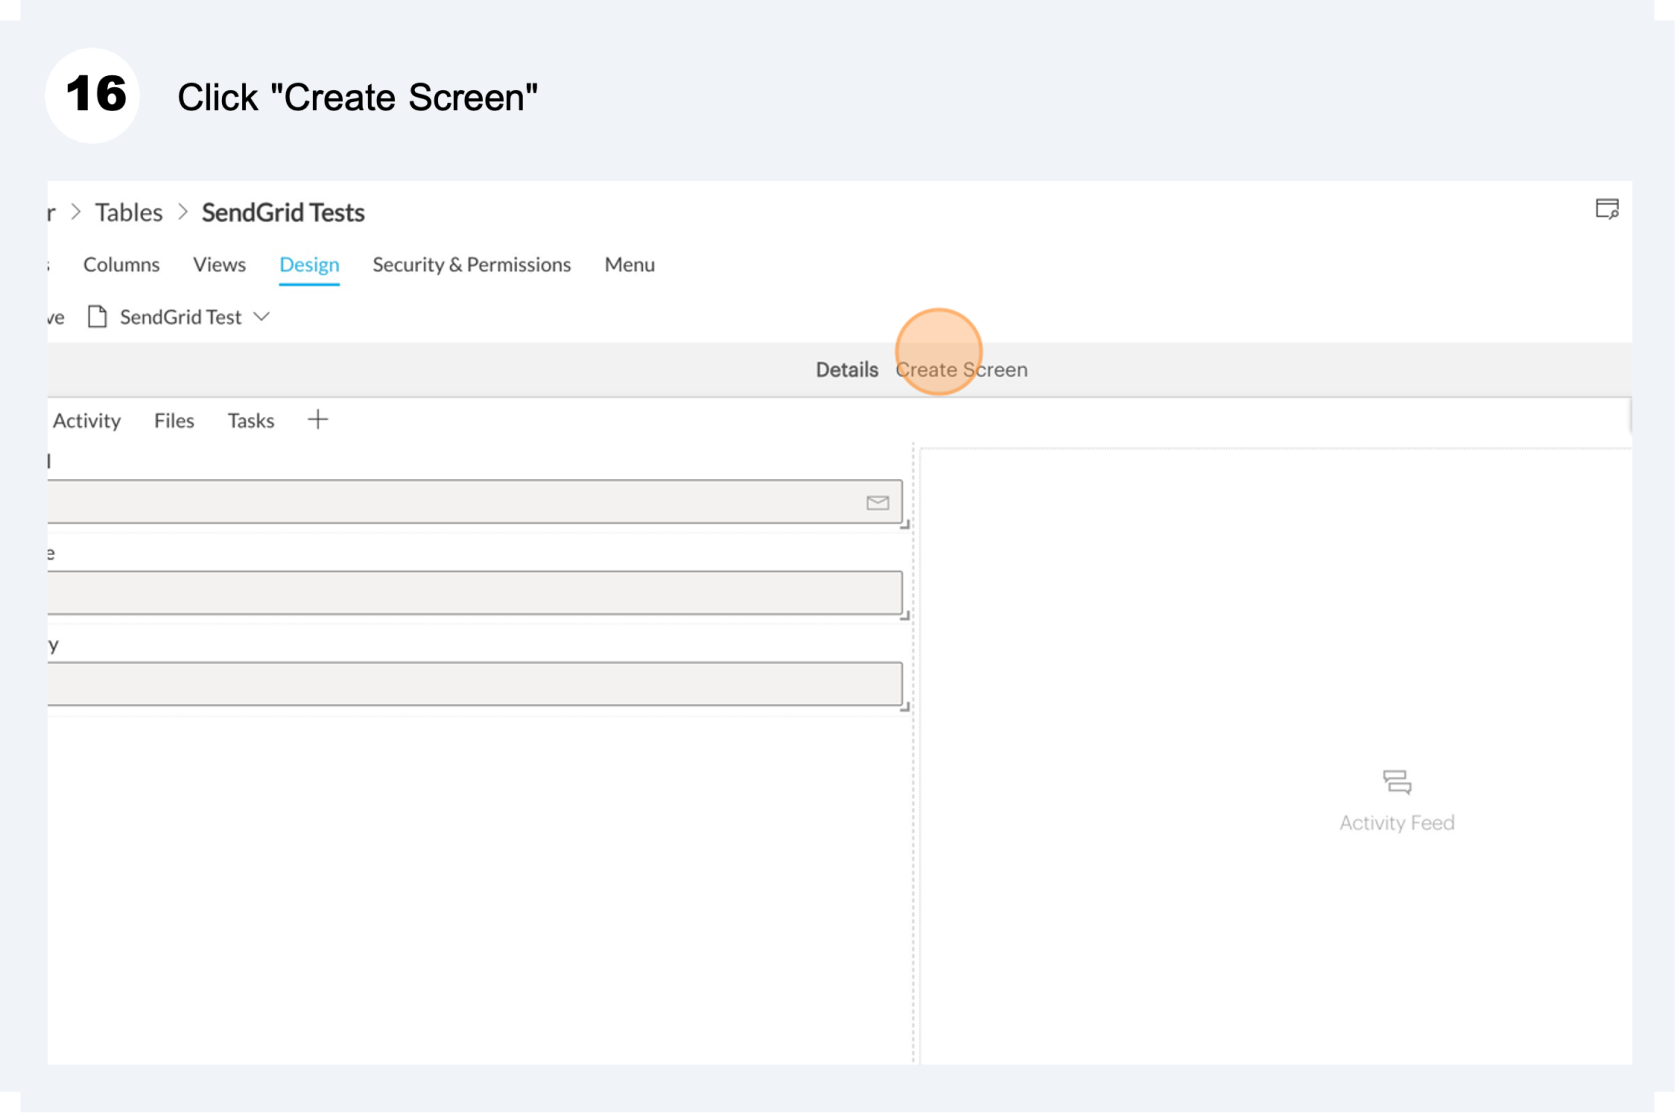 16 Click "Create Screen"
r > Tables > SendGrid Tests
Columns Views Design Security & Permissions Menu
ve SendGrid Test
Details Create Screen
Activity Files Tasks +
e
y
Activity Feed